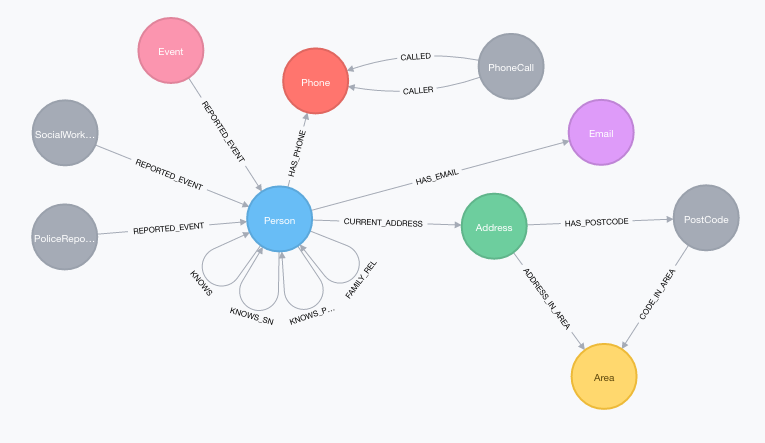 Event
CALLED
Phone
PhoneCall
CALLER
REPORTED_EVENT
SocialWork...
HAS_PHONE
Email
REPORTED_EVENT
HAS_EMAIL
Person
CURRENT_ADDRESS
Address
HAS_POSTCODE
PostCode
PoliceRepo...
REPORTED_EVENT
KNOWS
KNOWS_SN
KNOWS_P...
FAMILY_REL
ADDRESS_IN_AREA
CODE_IN_AREA
Area